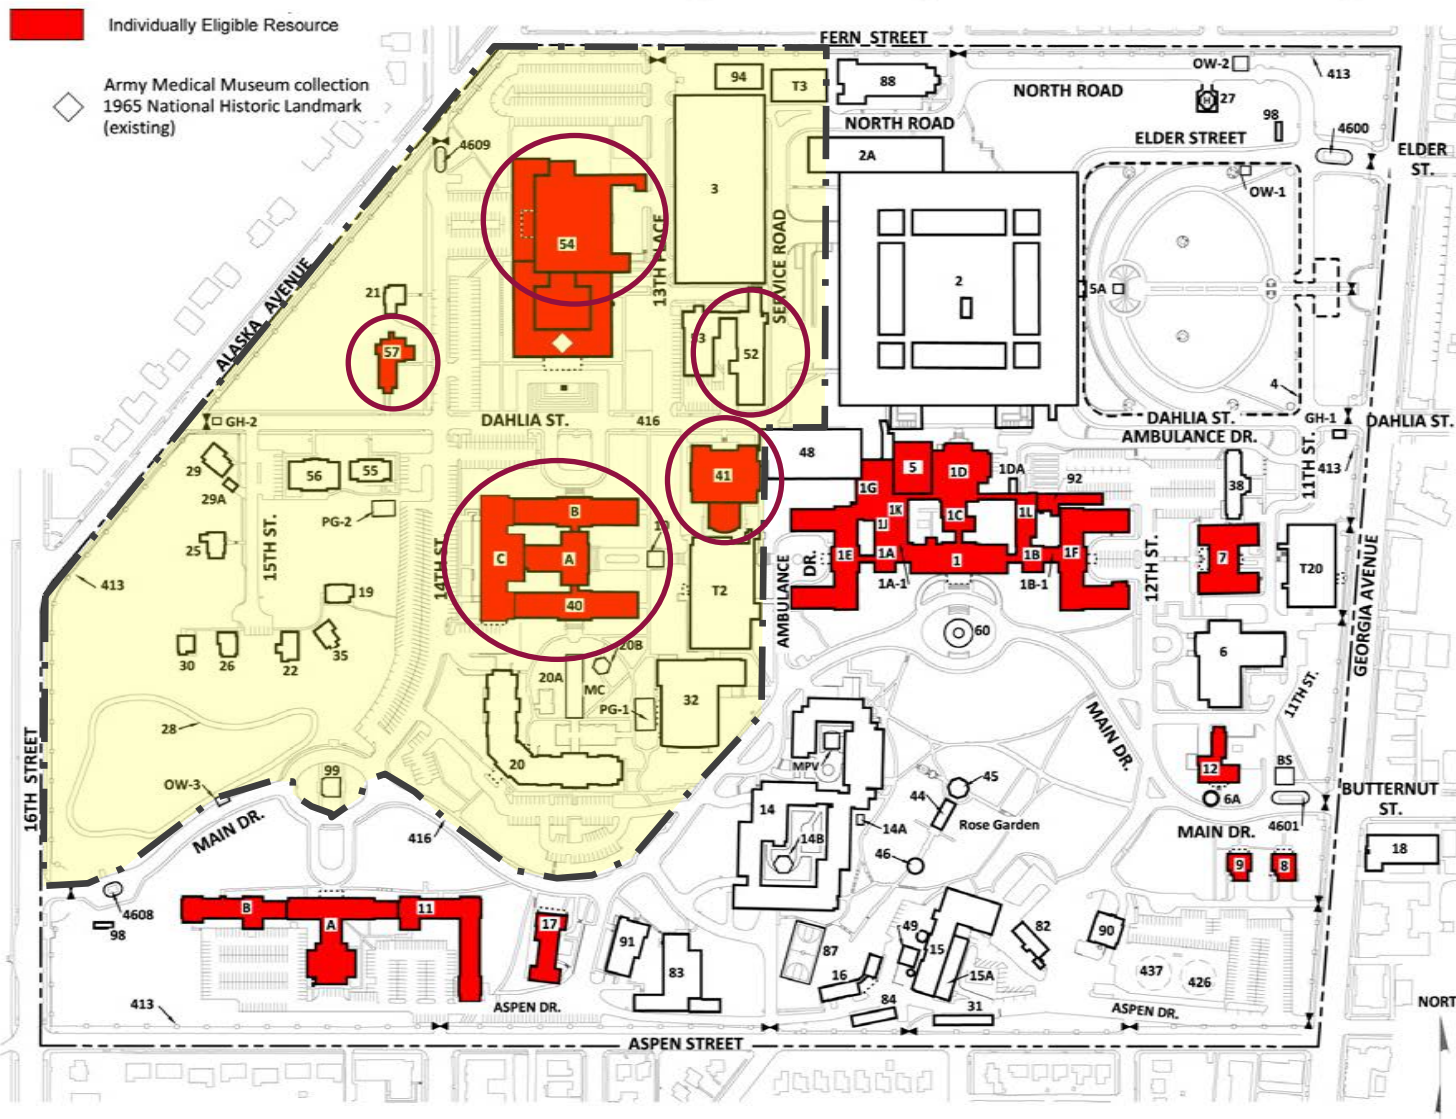 Individually Eligible Resource
Army Medical Museum collection
1965 National Historic Landmark
(existing)
FERN STREET
94
T3
88
OW-2
413
NORTH ROAD
27
NORTH ROAD
98
4600
ELDER STREET
ELDER
ST.
4609
2A
3
OW-1
54
13TH PLACE
SERVICE ROAD
2
5A
21
ALASKA AVENUE
57
52
4
GH-2
DAHLIA ST.
416
DAHLIA ST.
GH-1
DAHLIA ST.
AMBULANCE DR.
29
29A
56
55
41
48
5
1D
1DA
92
38
11TH ST.
413
1G
PG-2
B
1K
1J
1C
1L
25
15TH ST.
14TH ST.
C
A
1E
1A
1
1B
1F
7
T20
12TH ST.
GEORGIA AVENUE
413
19
40
T2
AMBULANCE
DR.
1A-1
1B-1
30
26
22
35
20B
60
6
20A
MC
PG-1
32
11TH ST.
28
MAIN DR.
16TH STREET
20
MPV
12
BS
OW-3
99
45
44
6A
4601
BUTTERNUT
ST.
MAIN DR.
416
14
14A
14B
Rose Garden
MAIN DR.
46
9
8
18
4608
98
B
A
11
17
91
83
87
49
15
15A
16
82
90
437
426
413
ASPEN DR.
84
31
ASPEN DR.
NORT
ASPEN STREET